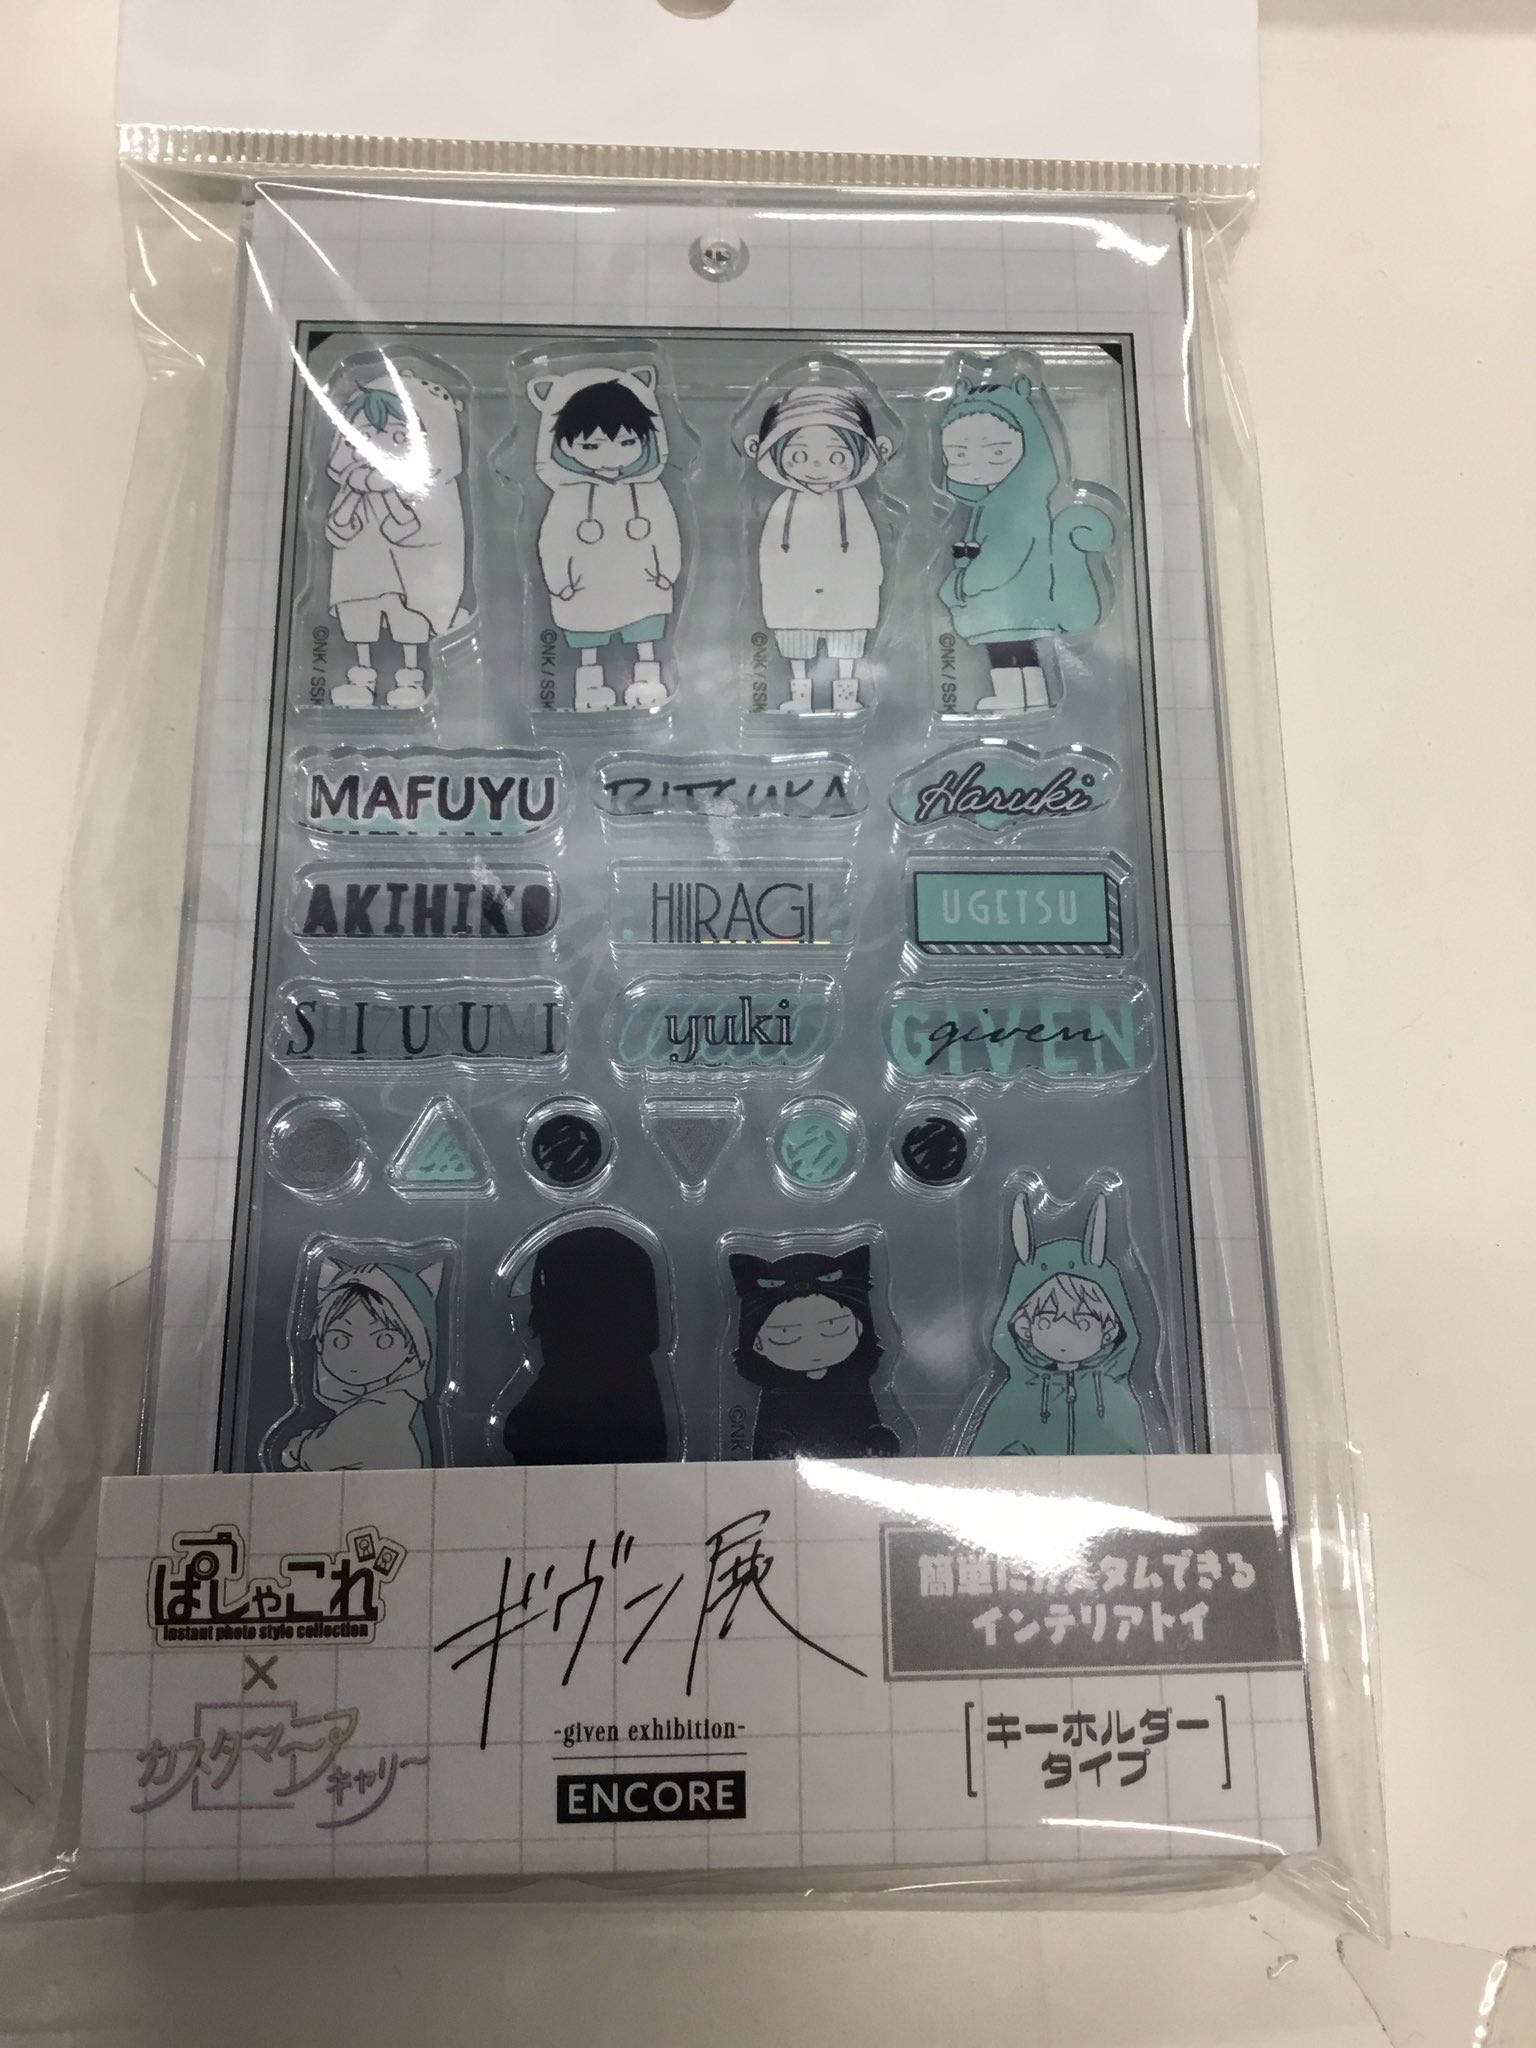 ©NK / SSK
©NK / SSK
©NK / SSK
©NK / SSK
MAFUYU
RITSUKA
Haruki
AKIHIKO
HIIRAGI
UGETSU
SHIZUSUMI
yuki
GIVEN
given
©NK
ぱしゃこれ
instant photo style collection
×
カスタマニアキャリー
ギヴン展
-given exhibition-
ENCORE
簡単にカスタムできる
インテリアトイ
[キーホルダー
タイプ]